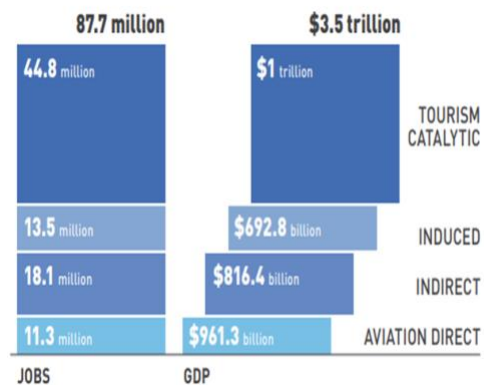 87.7 million $3.5 trillion
44.8 million $1 trillion
TOURISM
CATALYTIC
13.5 million $692.8 billion INDUCED
18.1 million $816.4 billion INDIRECT
11.3 million $961.3 billion AVIATION DIRECT
JOBS GDP